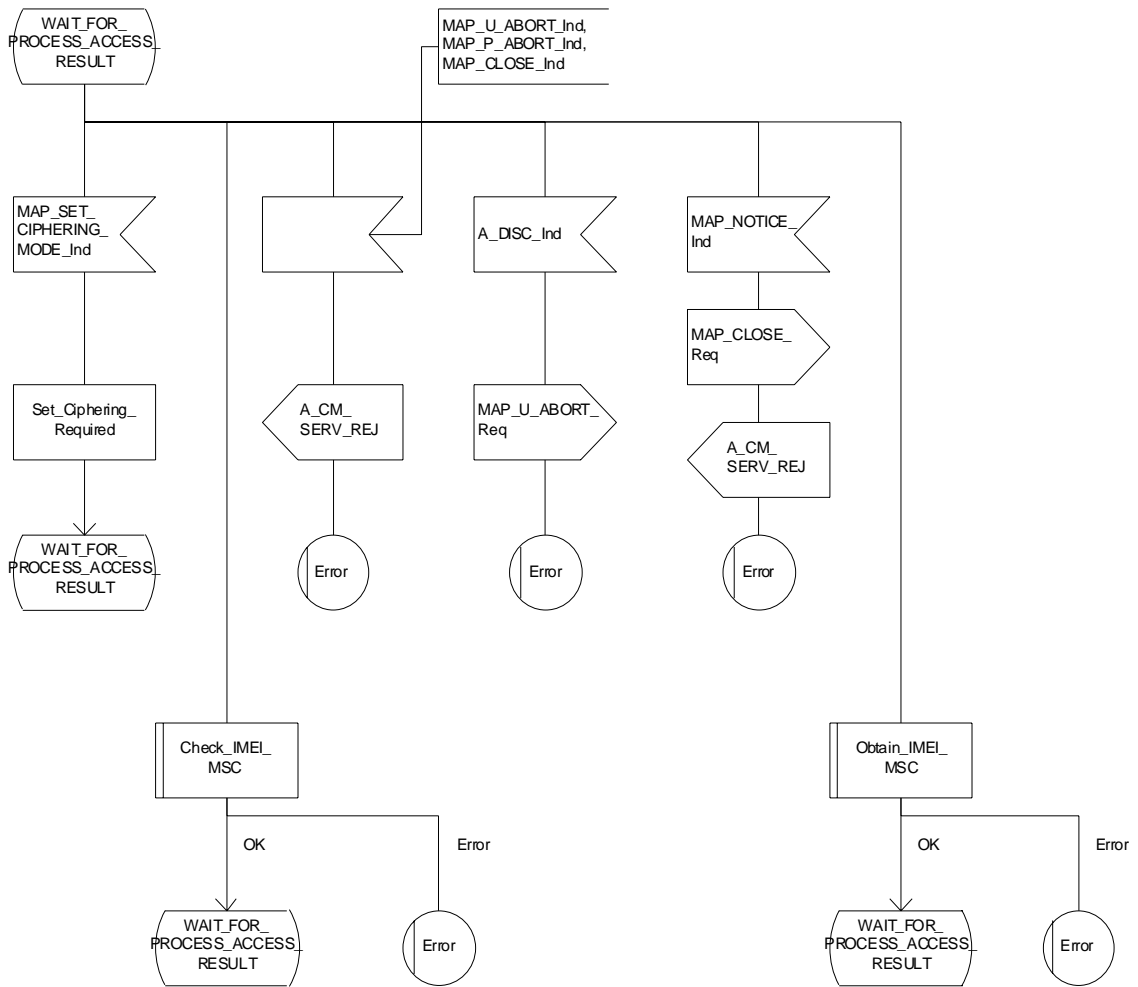 WAIT_FOR_
PROCESS_ACCESS_
RESULT
MAP_U_ABORT_Ind,
MAP_P_ABORT_Ind,
MAP_CLOSE_Ind
MAP_SET_
CIPHERING_
MODE_Ind
A_DISC_Ind
MAP_NOTICE_
Ind
MAP_CLOSE_
Req
Set_Ciphering_
Required
A_CM_
SERV_REJ
MAP_U_ABORT_
Req
A_CM_
SERV_REJ
WAIT_FOR_
PROCESS_ACCESS_
RESULT
Error
Error
Error
Check_IMEI_
MSC
Obtain_IMEI_
MSC
OK
Error
OK
Error
WAIT_FOR_
PROCESS_ACCESS_
RESULT
Error
WAIT_FOR_
PROCESS_ACCESS_
RESULT
Error